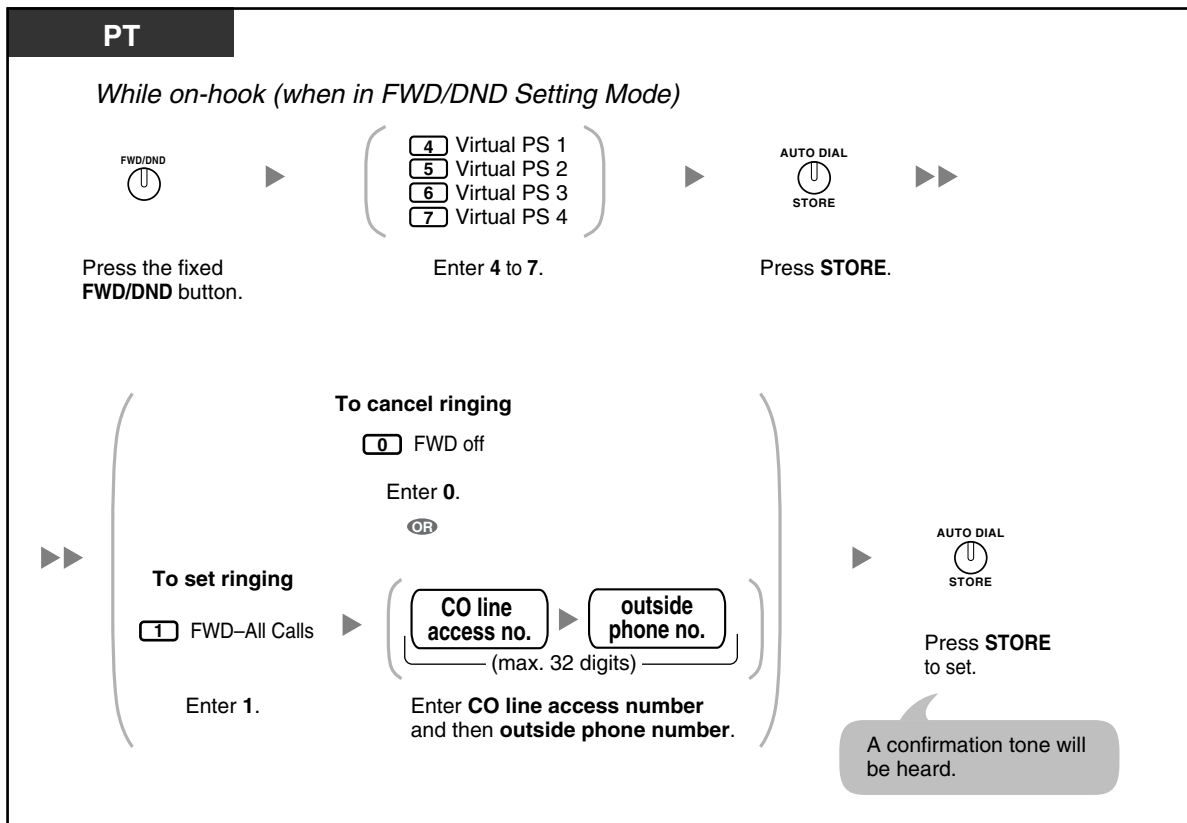 PT
While on-hook (when in FWD/DND Setting Mode)
FWD/DND
4 Virtual PS 1
5 Virtual PS 2
6 Virtual PS 3
7 Virtual PS 4
AUTO DIAL
STORE
Press the fixed
FWD/DND button.
Enter 4 to 7.
Press STORE.
To cancel ringing
0 FWD off
Enter 0.
OR
To set ringing
1 FWD–All Calls
CO line
access no.
outside
phone no.
(max. 32 digits)
Enter 1.
Enter CO line access number
and then outside phone number.
AUTO DIAL
STORE
Press STORE
to set.
A confirmation tone will
be heard.